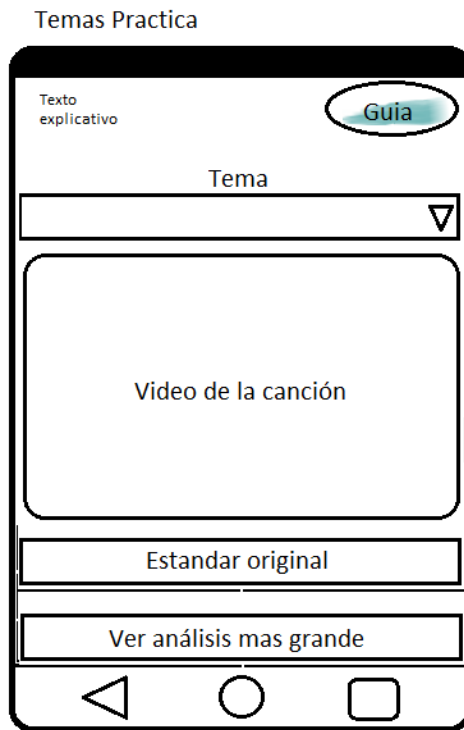 Temas Practica
Texto
explicativo
Guia
Tema
Video de la canción
Estandar original
Ver análisis mas grande